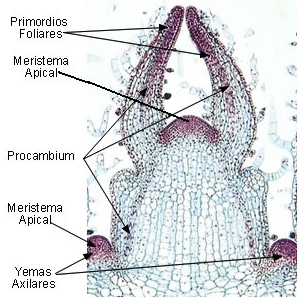 Primordios
Foliares
Meristema
Apical
Procambium
Meristema
Apical
Yemas
Axilares